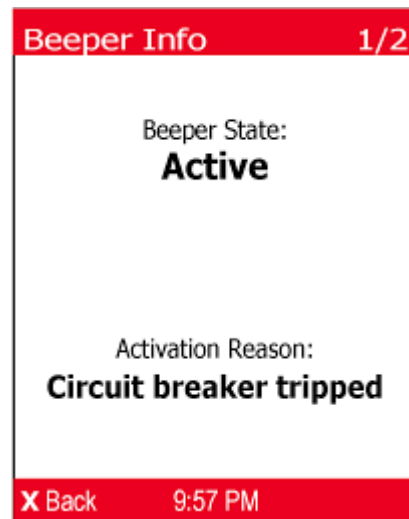 Beeper Info 1/2
Beeper State:
Active
Activation Reason:
Circuit breaker tripped
X Back 9:57 PM